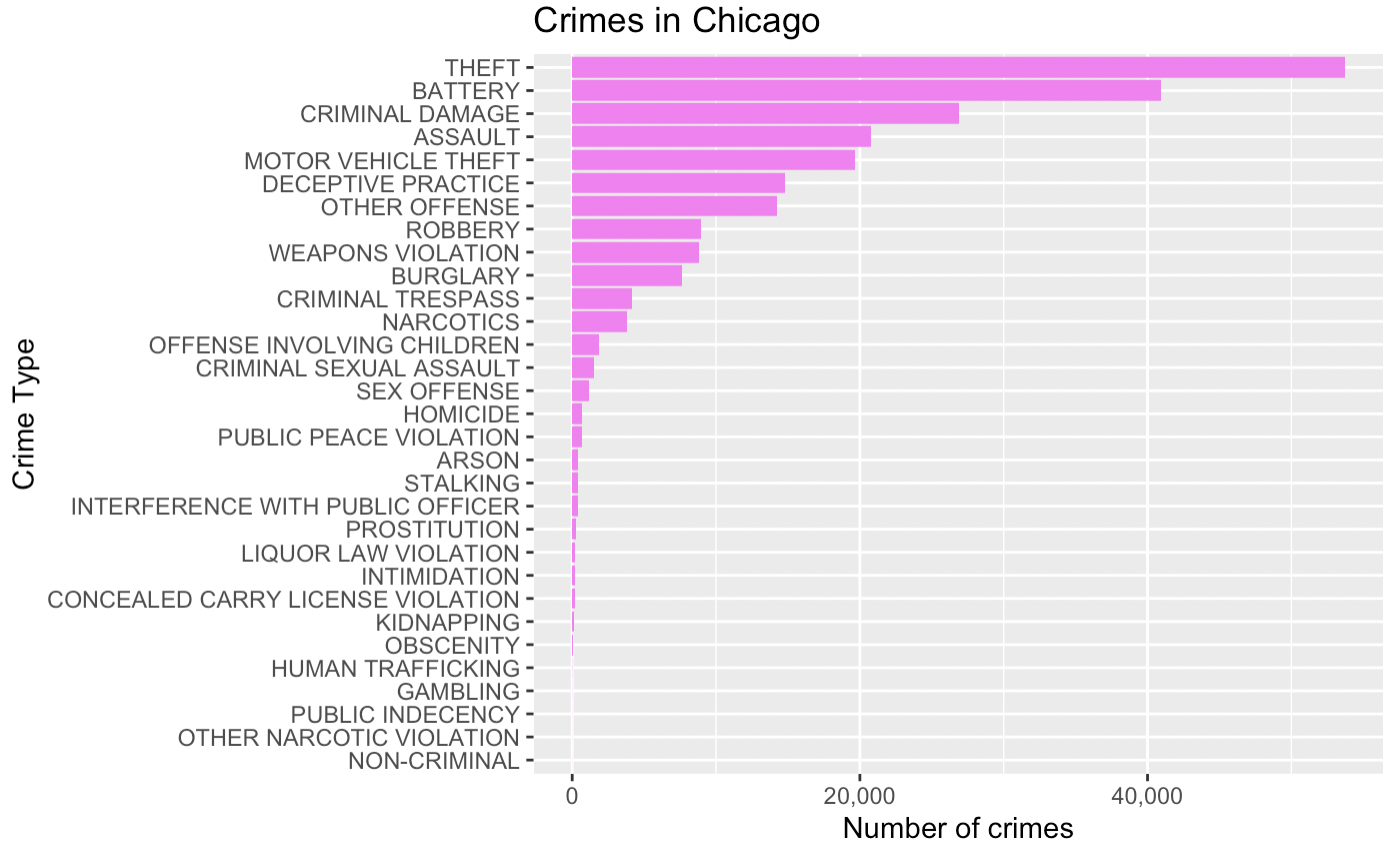 Crimes in Chicago
THEFT
BATTERY
CRIMINAL DAMAGE
ASSAULT
MOTOR VEHICLE THEFT
DECEPTIVE PRACTICE
OTHER OFFENSE
ROBBERY
WEAPONS VIOLATION
BURGLARY
CRIMINAL TRESPASS
NARCOTICS
OFFENSE INVOLVING CHILDREN
CRIMINAL SEXUAL ASSAULT
SEX OFFENSE
HOMICIDE
PUBLIC PEACE VIOLATION
ARSON
STALKING
INTERFERENCE WITH PUBLIC OFFICER
PROSTITUTION
LIQUOR LAW VIOLATION
INTIMIDATION
CONCEALED CARRY LICENSE VIOLATION
KIDNAPPING
OBSCENITY
HUMAN TRAFFICKING
GAMBLING
PUBLIC INDECENCY
OTHER NARCOTIC VIOLATION
NON-CRIMINAL
Crime Type
0 20,000 40,000
Number of crimes